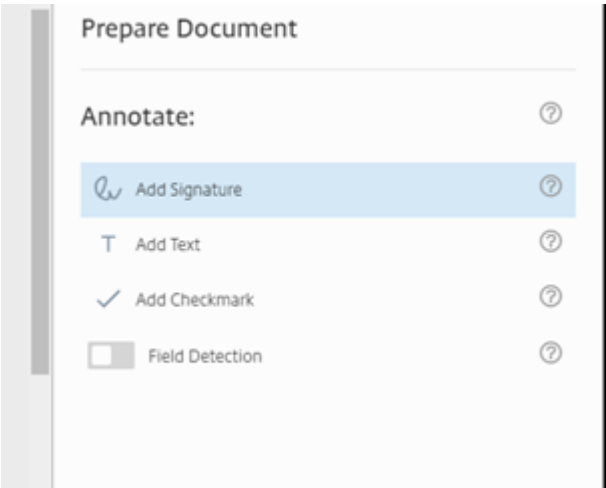 Prepare Document
Annotate:
Add Signature
T Add Text
Add Checkmark
Field Detection